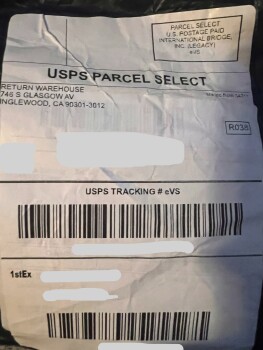 PARCEL SELECT
U.S. POSTAGE PAID
INTERNATIONAL BRIDGE,
INC. (LEGACY)
eVS
USPS PARCEL SELECT
RETURN WAREHOUSE
746 S GLASGOW AV
INGLEWOOD, CA 90301-3012
R038
USPS TRACKING # eVS
1stEx